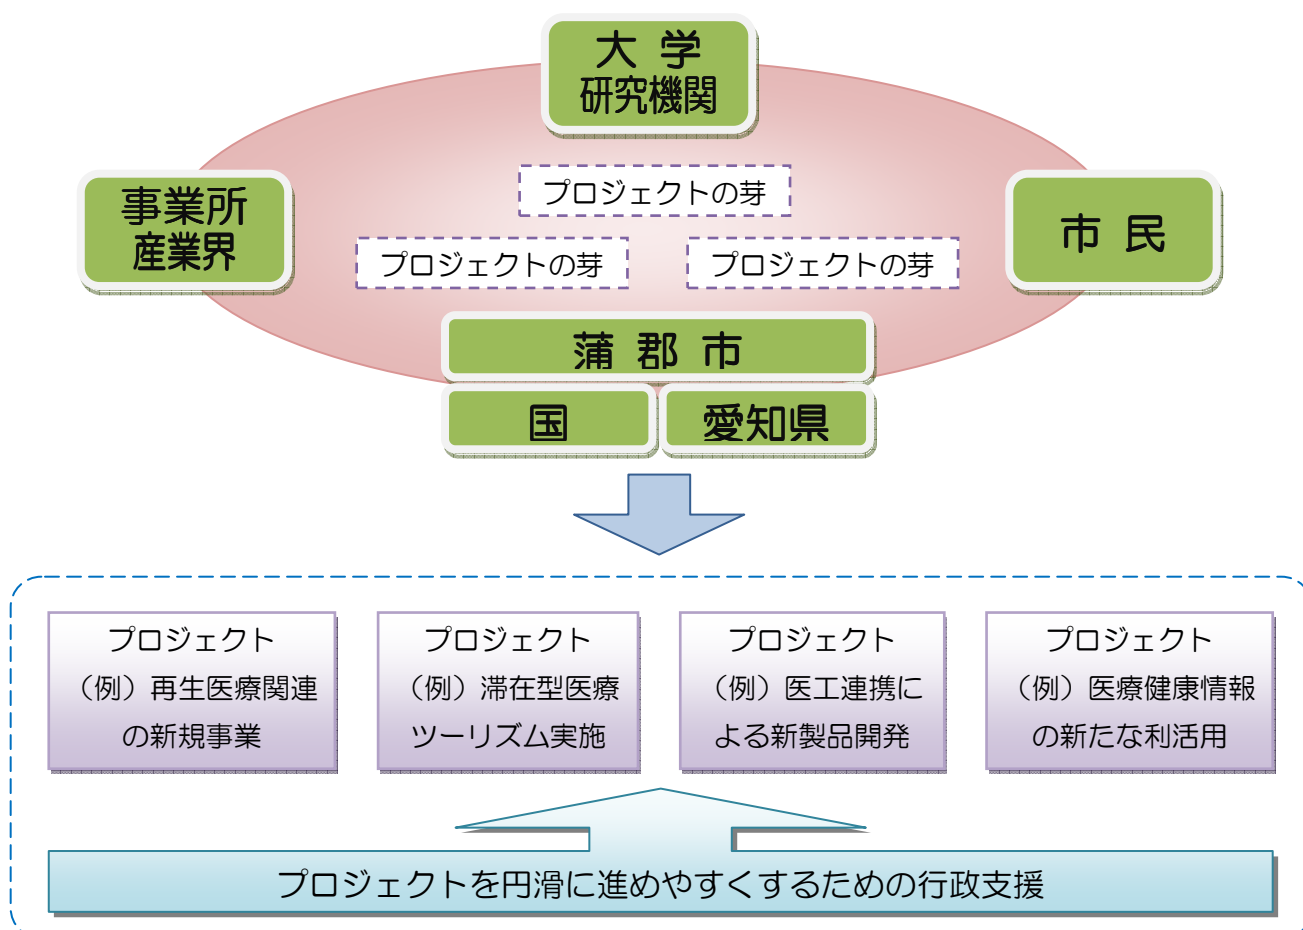 大 学
研究機関
事業所
産業界
市 民
プロジェクトの芽
プロジェクトの芽
プロジェクトの芽
蒲 郡 市
国
愛知県
プロジェクト
(例)再生医療関連
の新規事業
プロジェクト
(例)滞在型医療
ツーリズム実施
プロジェクト
(例)医工連携に
よる新製品開発
プロジェクト
(例)医療健康情報
の新たな利活用
プロジェクトを円滑に進めやすくするための行政支援